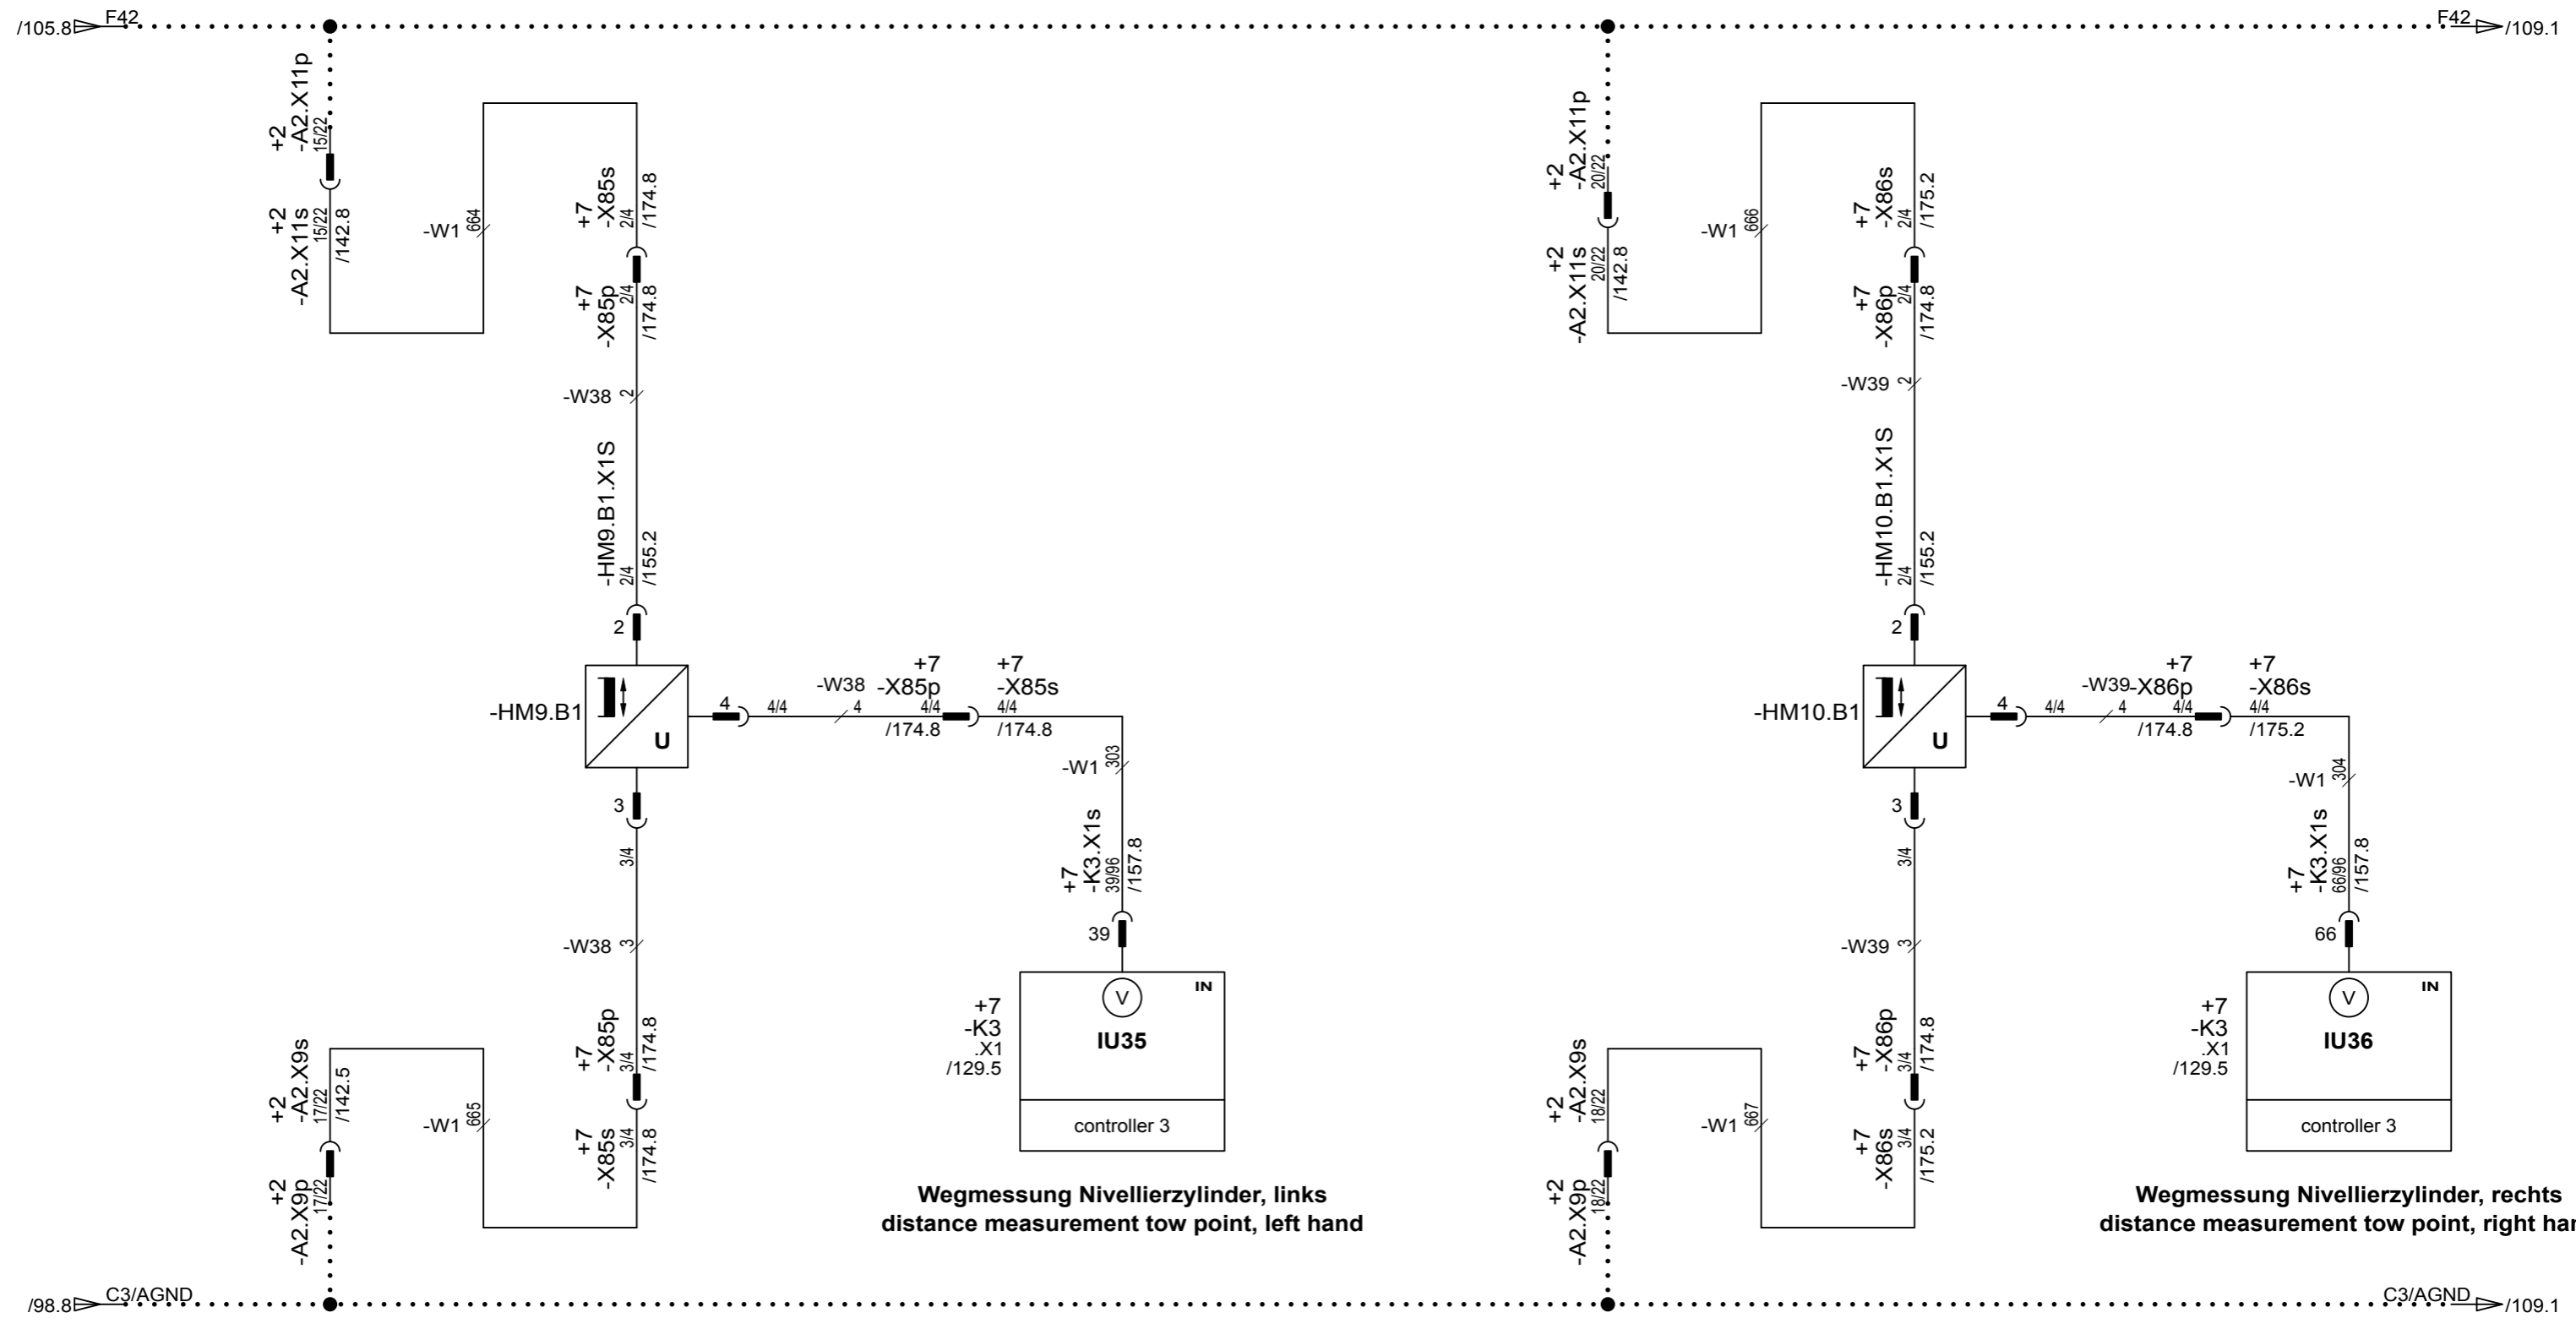 /105.8
F42
F42
/109.1
+2
-A2.X11p
15/22
+2
-A2.X11s
15/22
/142.8
-W1
664
+7
-X85s
2/4
/174.8
+7
-X85p
2/4
/174.8
-W38
2
-HM9.B1.X1S
2/4
/155.2
2
-HM9.B1
U
4
4/4
-W38
4
+7
-X85p
4/4
/174.8
+7
-X85s
4/4
/174.8
-W1
303
+7
-K3.X1s
39/96
/157.8
39
3
3/4
-W38
3
+7
-X85p
3/4
/174.8
+7
-X85s
3/4
/174.8
-W1
665
+2
-A2.X9s
17/22
/142.5
+2
-A2.X9p
17/22
+7
-K3
.X1
/129.5
V
IN
IU35
controller 3
Wegmessung Nivellierzylinder, links
distance measurement tow point, left hand
+2
-A2.X11p
20/22
+2
-A2.X11s
20/22
/142.8
-W1
666
+7
-X86s
2/4
/175.2
+7
-X86p
2/4
/174.8
-W39
2
-HM10.B1.X1S
2/4
/155.2
2
-HM10.B1
U
4
4/4
-W39
4
+7
-X86p
4/4
/174.8
+7
-X86s
4/4
/175.2
-W1
304
+7
-K3.X1s
66/96
/157.8
66
3
3/4
-W39
3
+7
-X86p
3/4
/174.8
+7
-X86s
3/4
/175.2
-W1
667
+2
-A2.X9s
18/22
+2
-A2.X9p
18/22
+7
-K3
.X1
/129.5
V
IN
IU36
controller 3
Wegmessung Nivellierzylinder, rechts
distance measurement tow point, right
/98.8
C3/AGND
C3/AGND
/109.1